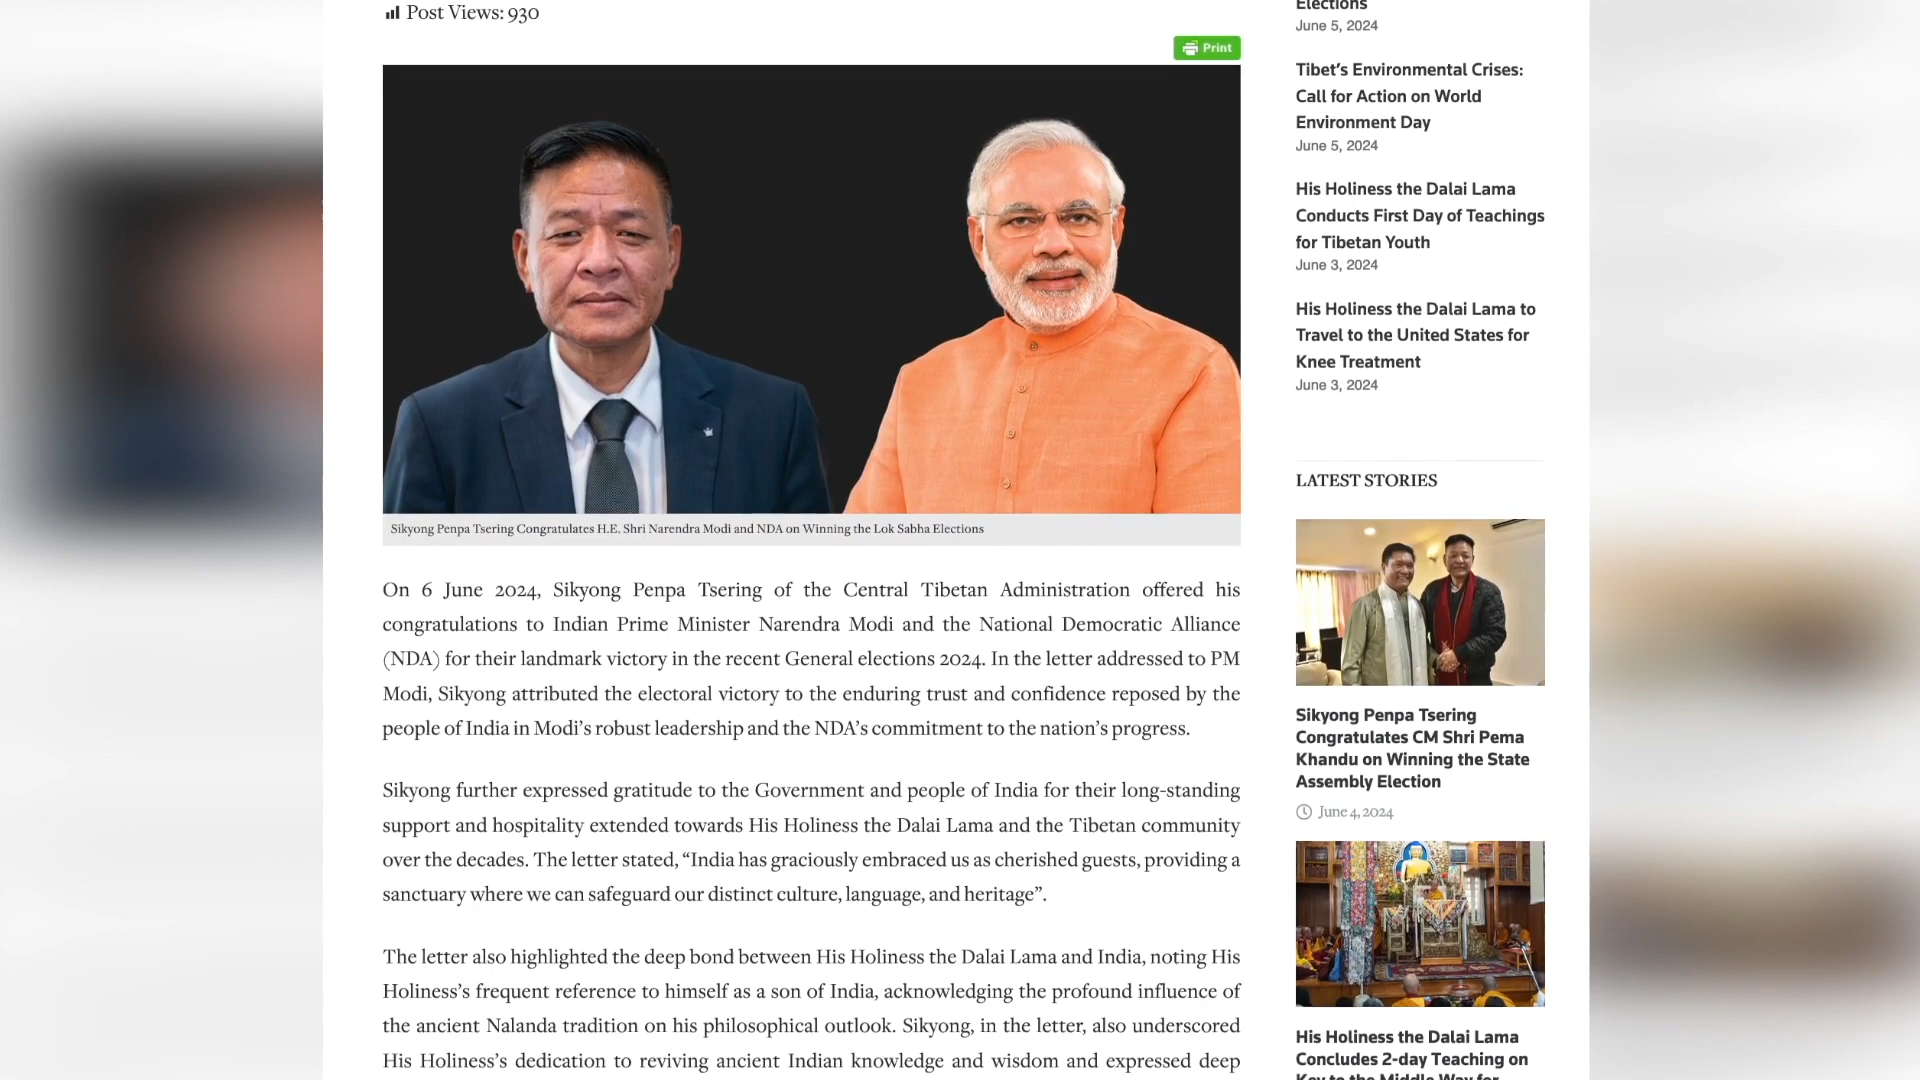 Post Views: 930
Print
Sikyong Penpa Tsering Congratulates H.E. Shri Narendra Modi and NDA on Winning the Lok Sabha Elections
On 6 June 2024, Sikyong Penpa Tsering of the Central Tibetan Administration offered his
congratulations to Indian Prime Minister Narendra Modi and the National Democratic Alliance
(NDA) for their landmark victory in the recent General elections 2024. In the letter addressed to PM
Modi, Sikyong attributed the electoral victory to the enduring trust and confidence reposed by the
people of India in Modi’s robust leadership and the NDA’s commitment to the nation’s progress.
Sikyong further expressed gratitude to the Government and people of India for their long-standing
support and hospitality extended towards His Holiness the Dalai Lama and the Tibetan community
over the decades. The letter stated, “India has graciously embraced us as cherished guests, providing a
sanctuary where we can safeguard our distinct culture, language, and heritage”.
The letter also highlighted the deep bond between His Holiness the Dalai Lama and India, noting His
Holiness’s frequent reference to himself as a son of India, acknowledging the profound influence of
the ancient Nalanda tradition on his philosophical outlook. Sikyong, in the letter, also underscored
His Holiness’s dedication to reviving ancient Indian knowledge and wisdom and expressed deep
Elections
June 5, 2024
Tibet’s Environmental Crises:
Call for Action on World
Environment Day
June 5, 2024
His Holiness the Dalai Lama
Conducts First Day of Teachings
for Tibetan Youth
June 3, 2024
His Holiness the Dalai Lama to
Travel to the United States for
Knee Treatment
June 3, 2024
LATEST STORIES
Sikyong Penpa Tsering
Congratulates CM Shri Pema
Khandu on Winning the State
Assembly Election
June 4, 2024
His Holiness the Dalai Lama
Concludes 2-day Teaching on
Key to the Middle Way for